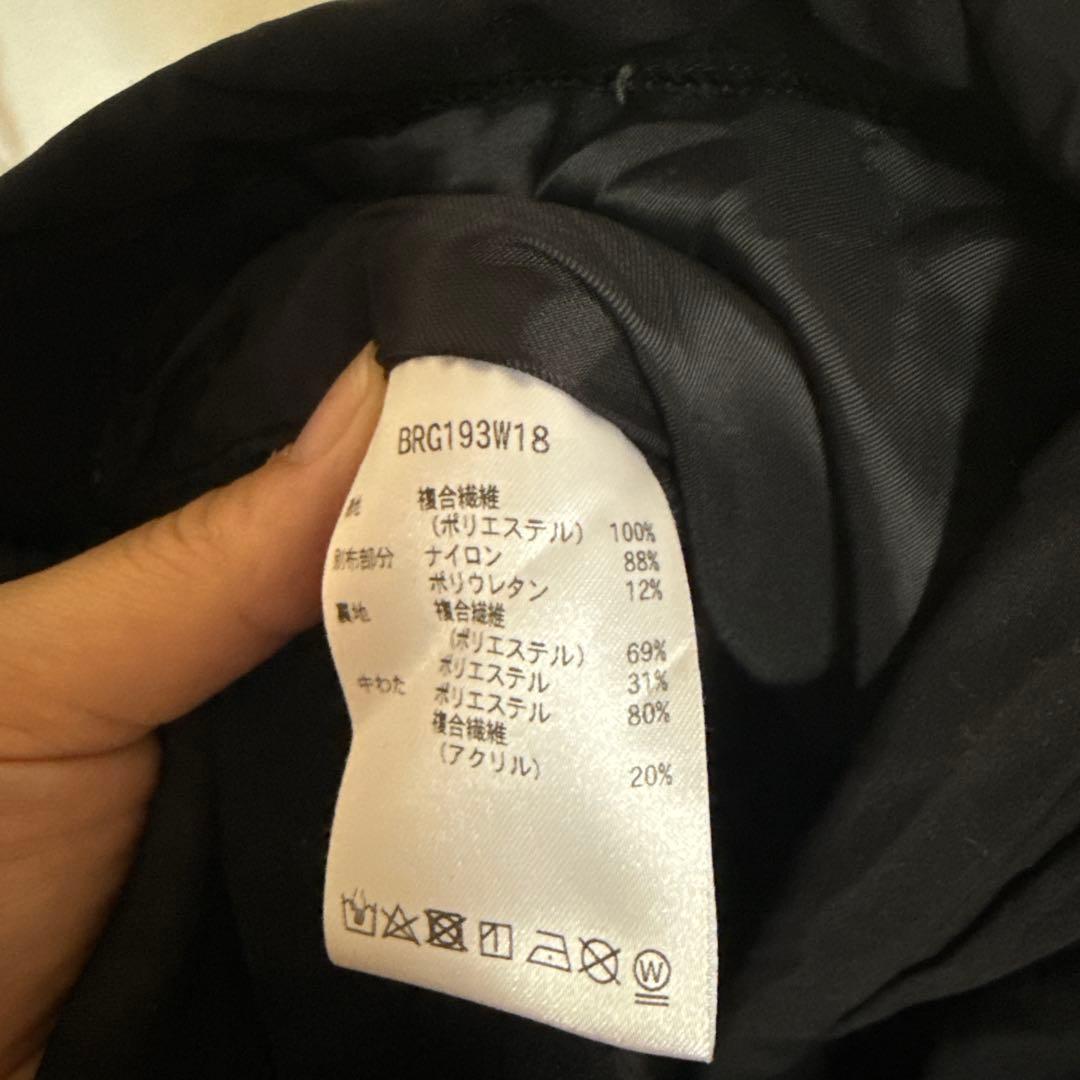 BRG193W18
表地 複合繊維
(ポリエステル) 100%
別布部分 ナイロン 88%
ポリウレタン 12%
裏地 複合繊維
(ポリエステル) 69%
ポリエステル 31%
中わた ポリエステル 80%
複合繊維
(アクリル) 20%
W